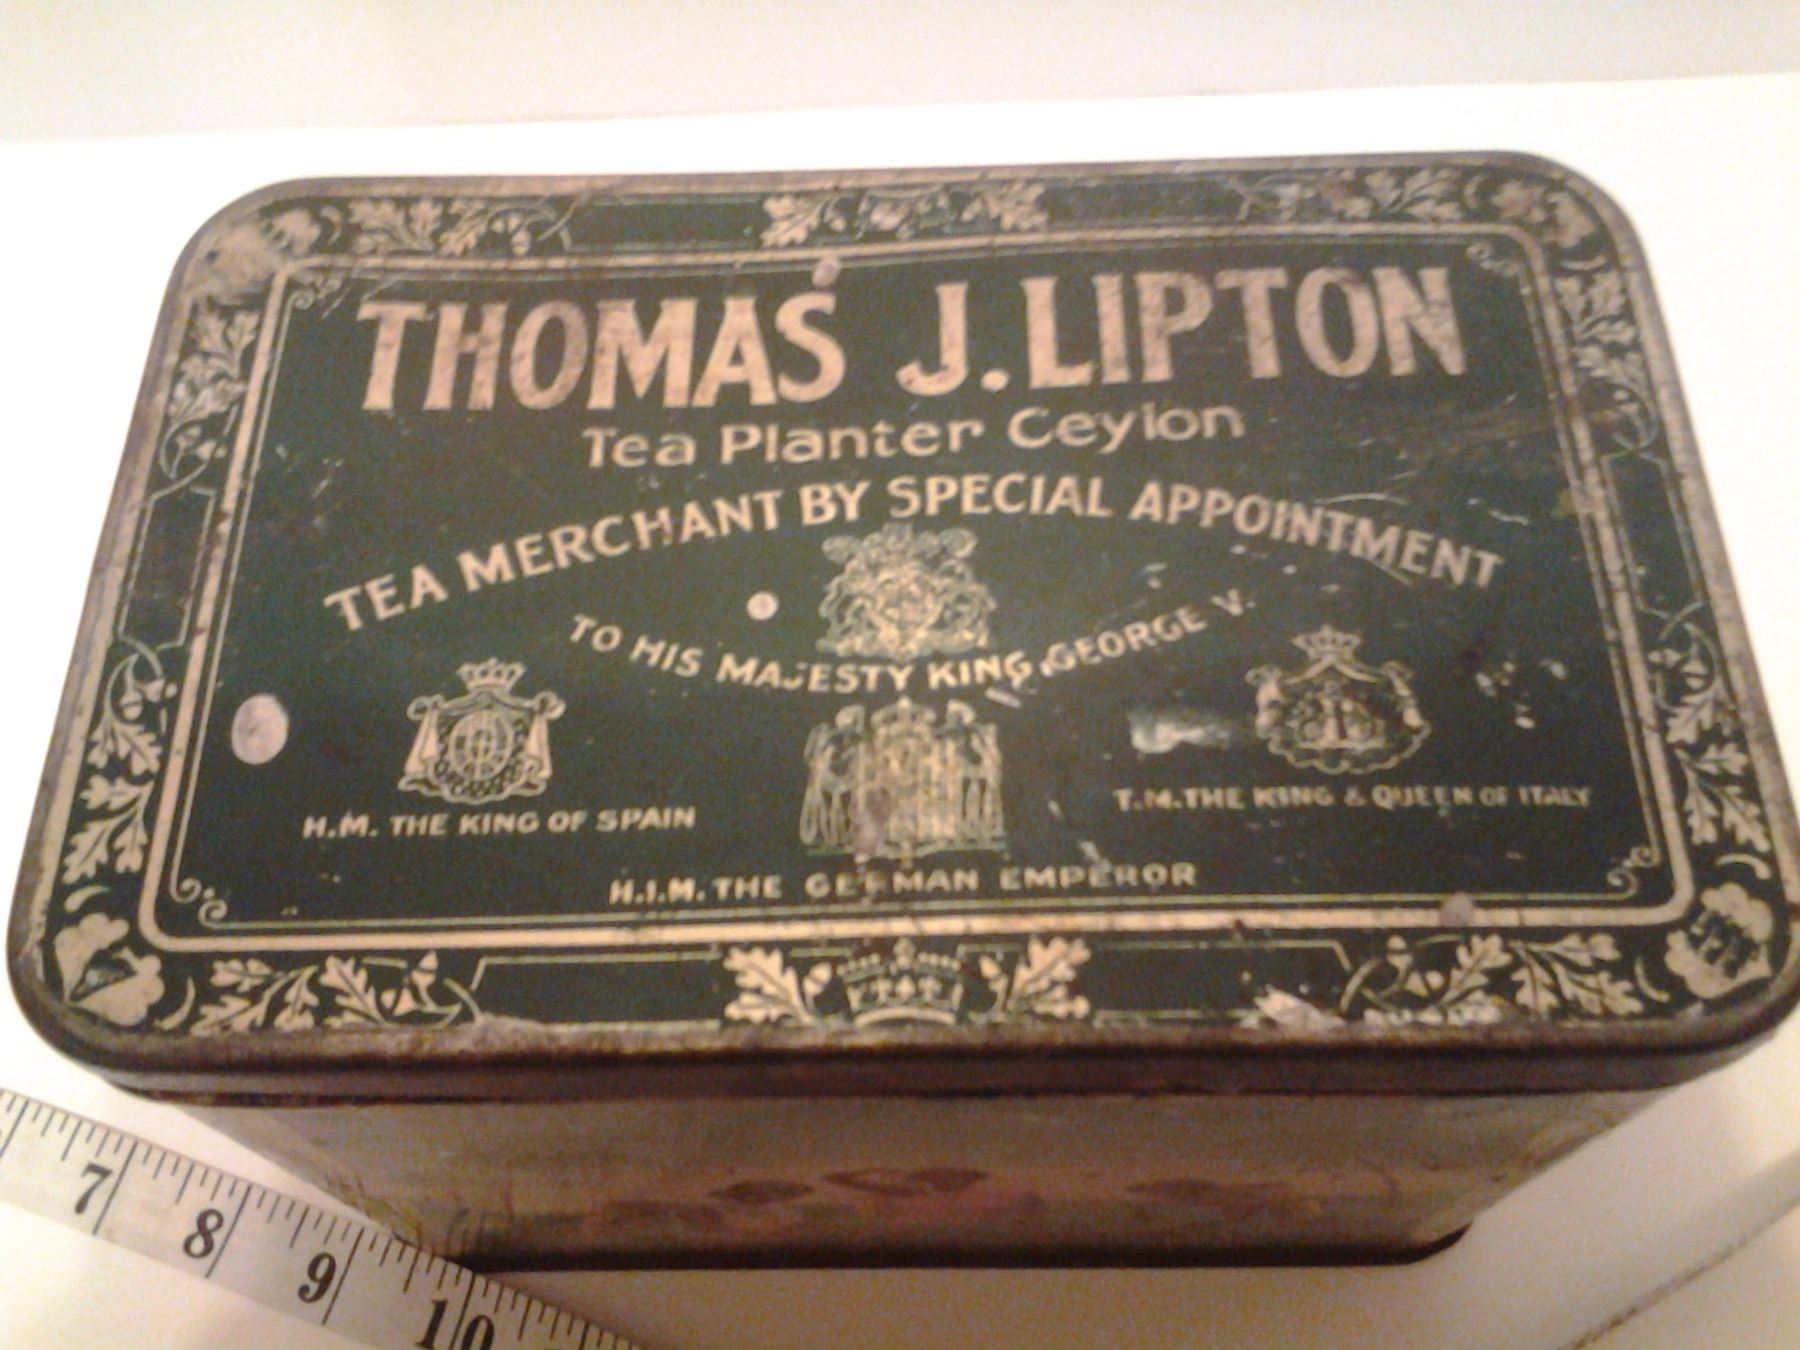 THOMAS J. LIPTON
Tea Planter Ceylon
TEA MERCHANT BY SPECIAL APPOINTMENT
TO HIS MAJESTY KING GEORGE V.
H.M. THE KING OF SPAIN
T.M. THE KING & QUEEN OF ITALY
H.I.M. THE GERMAN EMPEROR
7
8
9
10